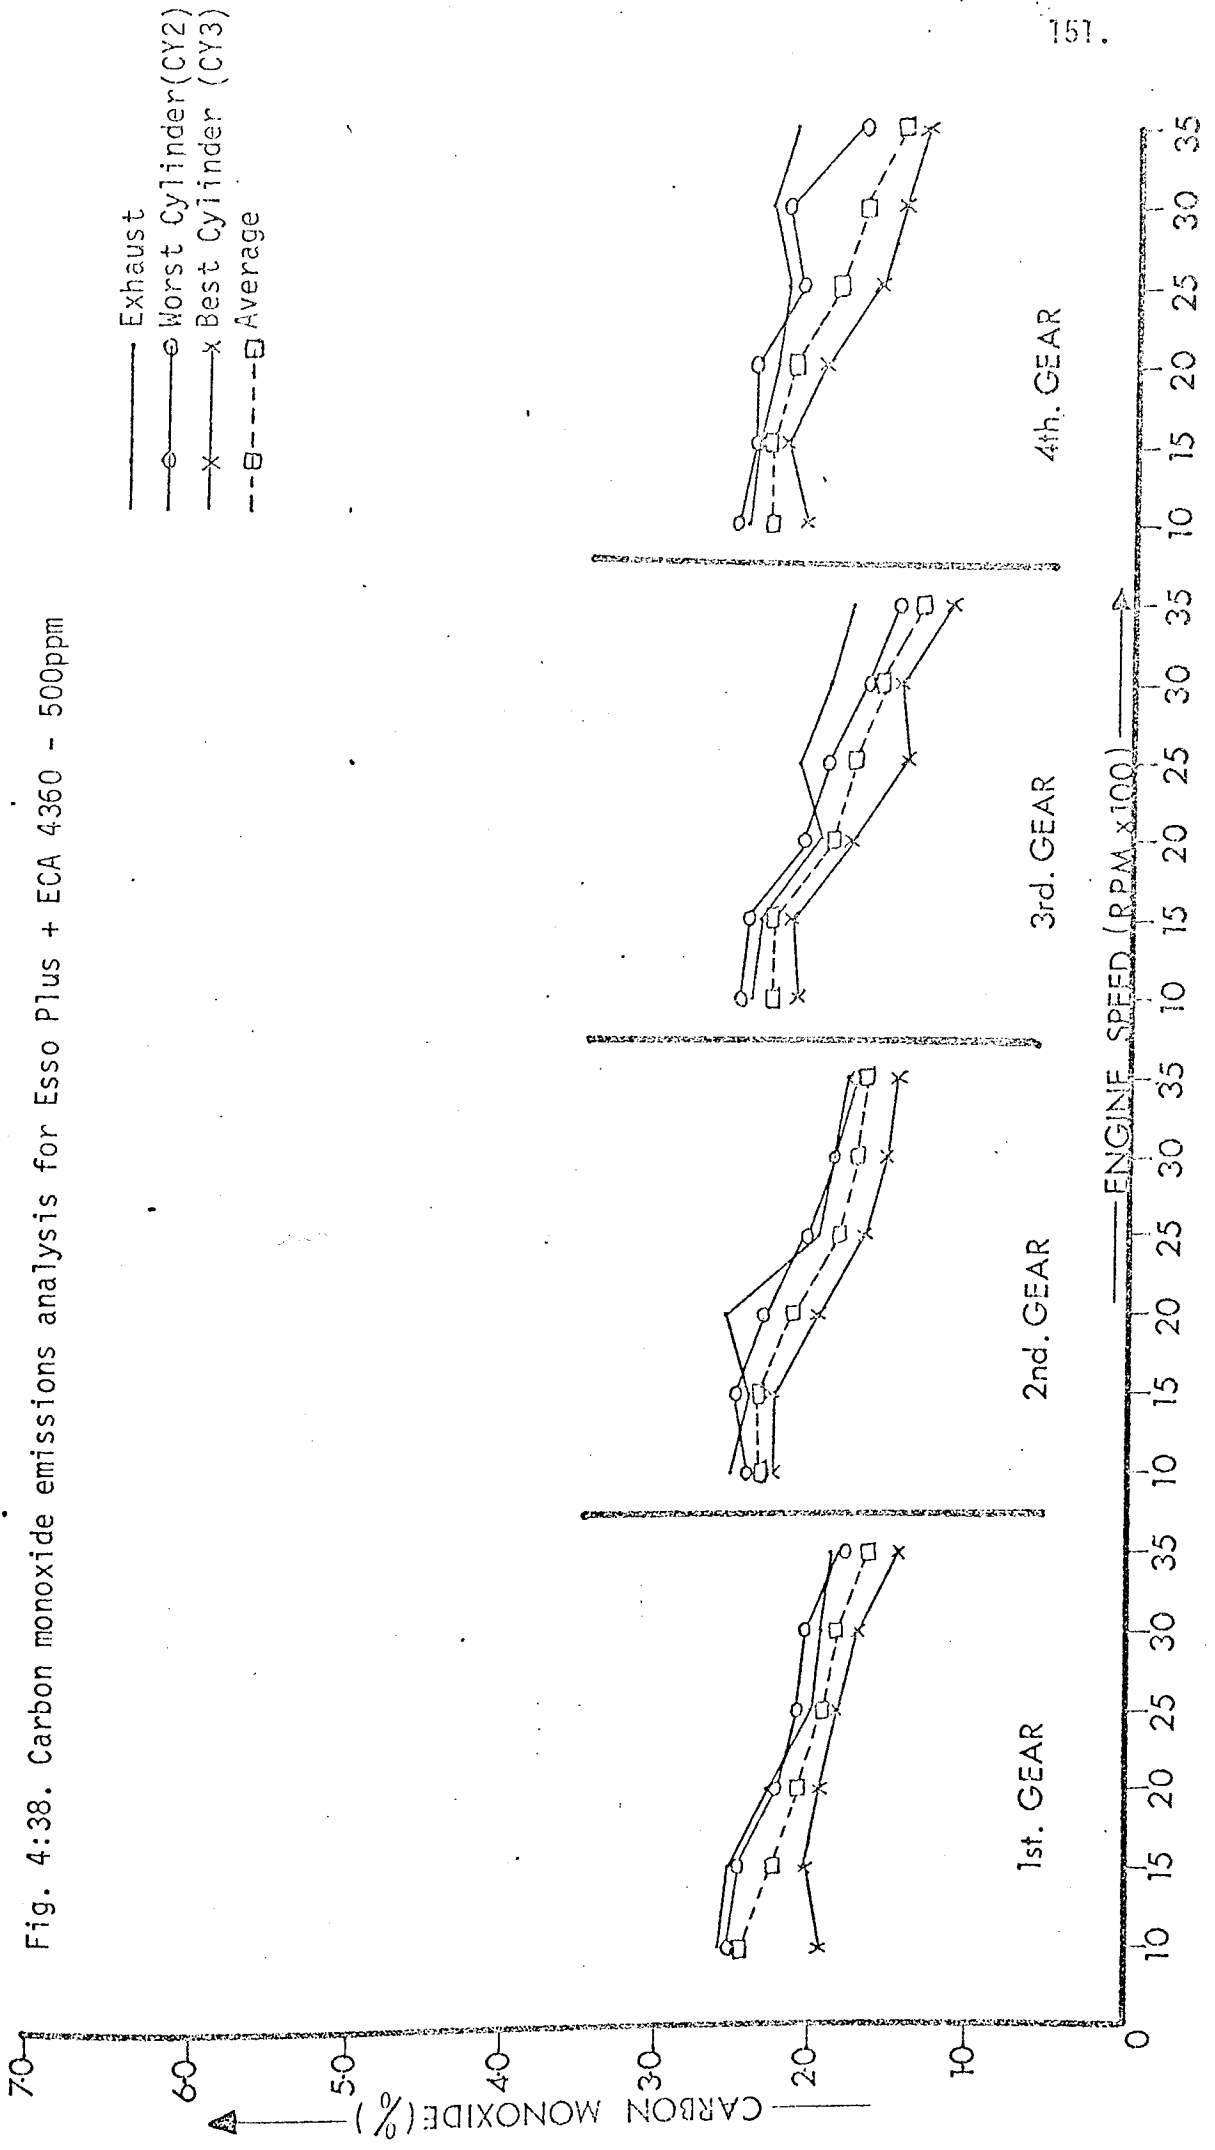 151.
Fig. 4:38. Carbon monoxide emissions analysis for Esso Plus + ECA 4360 - 500ppm
Exhaust
Worst Cylinder(CY2)
Best Cylinder (CY3)
Average
CARBON MONOXIDE(%)
7·0
6·0
5·0
3·0
2·0
1·0
0
1st. GEAR
2nd. GEAR
3rd. GEAR
4th. GEAR
10 15 20 25 30 35
10 15 20 25 30 35
10 15 20 25 30 35
10 15 20 25 30 35
ENGINE SPEED (R.P.M. x100)